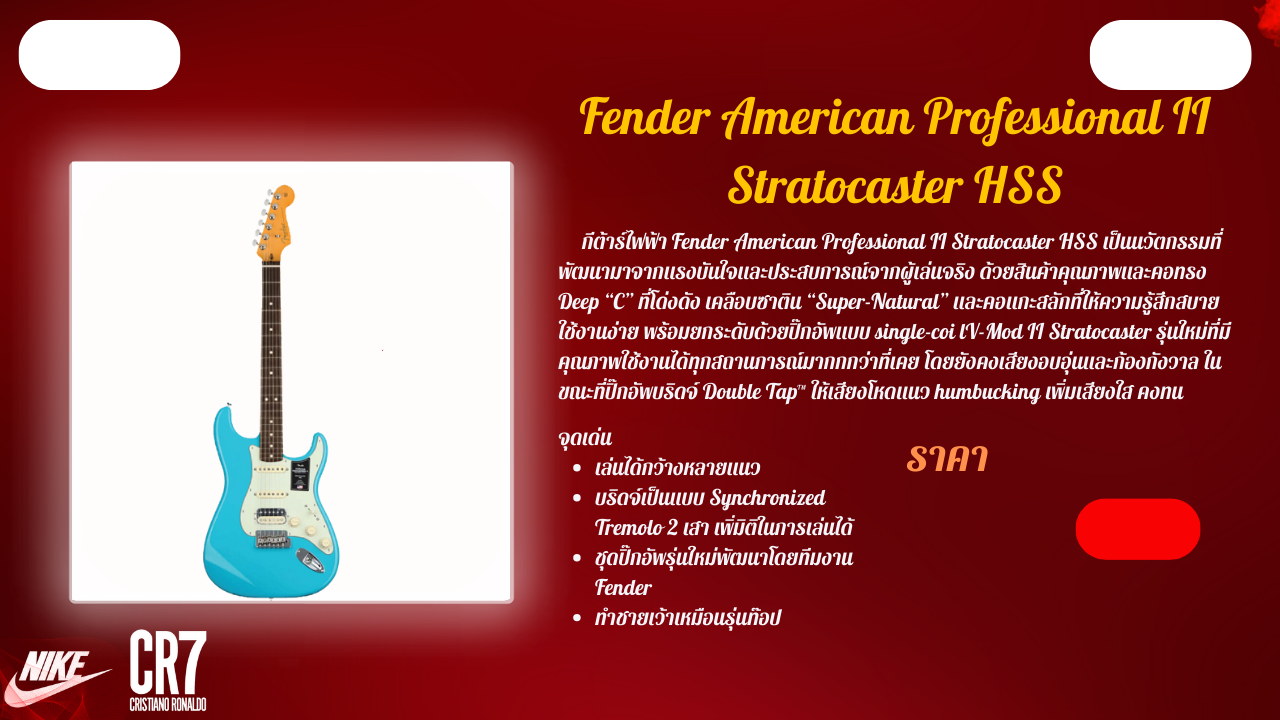 Fender American Professional II
Stratocaster HSS
กีต้าร์ไฟฟ้า Fender American Professional II Stratocaster HSS เป็นนวัตกรรมที่
พัฒนามาจากแรงบันใจและประสบการณ์จากผู้เล่นจริง ด้วยสินค้าคุณภาพและคอทรง
Deep “C” ที่โด่งดัง เคลือบซาติน “Super-Natural” และคอแกะสลักที่ให้ความรู้สึกสบาย
ใช้งานง่าย พร้อมยกระดับด้วยปิ๊กอัพแบบ single-coi lV-Mod II Stratocaster รุ่นใหม่ที่มี
คุณภาพใช้งานได้ทุกสถานการณ์มากกกว่าที่เคย โดยยังคงเสียงอบอุ่นและก้องกังวาล ใน
ขณะที่ปิ๊กอัพบริดจ์ Double Tap™ ให้เสียงโหดแนว humbucking เพิ่มเสียงใส คงทน
จุดเด่น
เล่นได้กว้างหลายแนว
บริดจ์เป็นแบบ Synchronized
Tremolo 2 เสา เพิ่มิติในการเล่นได้
ชุดปิ๊กอัพรุ่นใหม่พัฒนาโดยทีมงาน
Fender
ทำชายเว้าเหมือนรุ่นท๊อป
ราคา
NIKE
CR7
CRISTIANO RONALDO